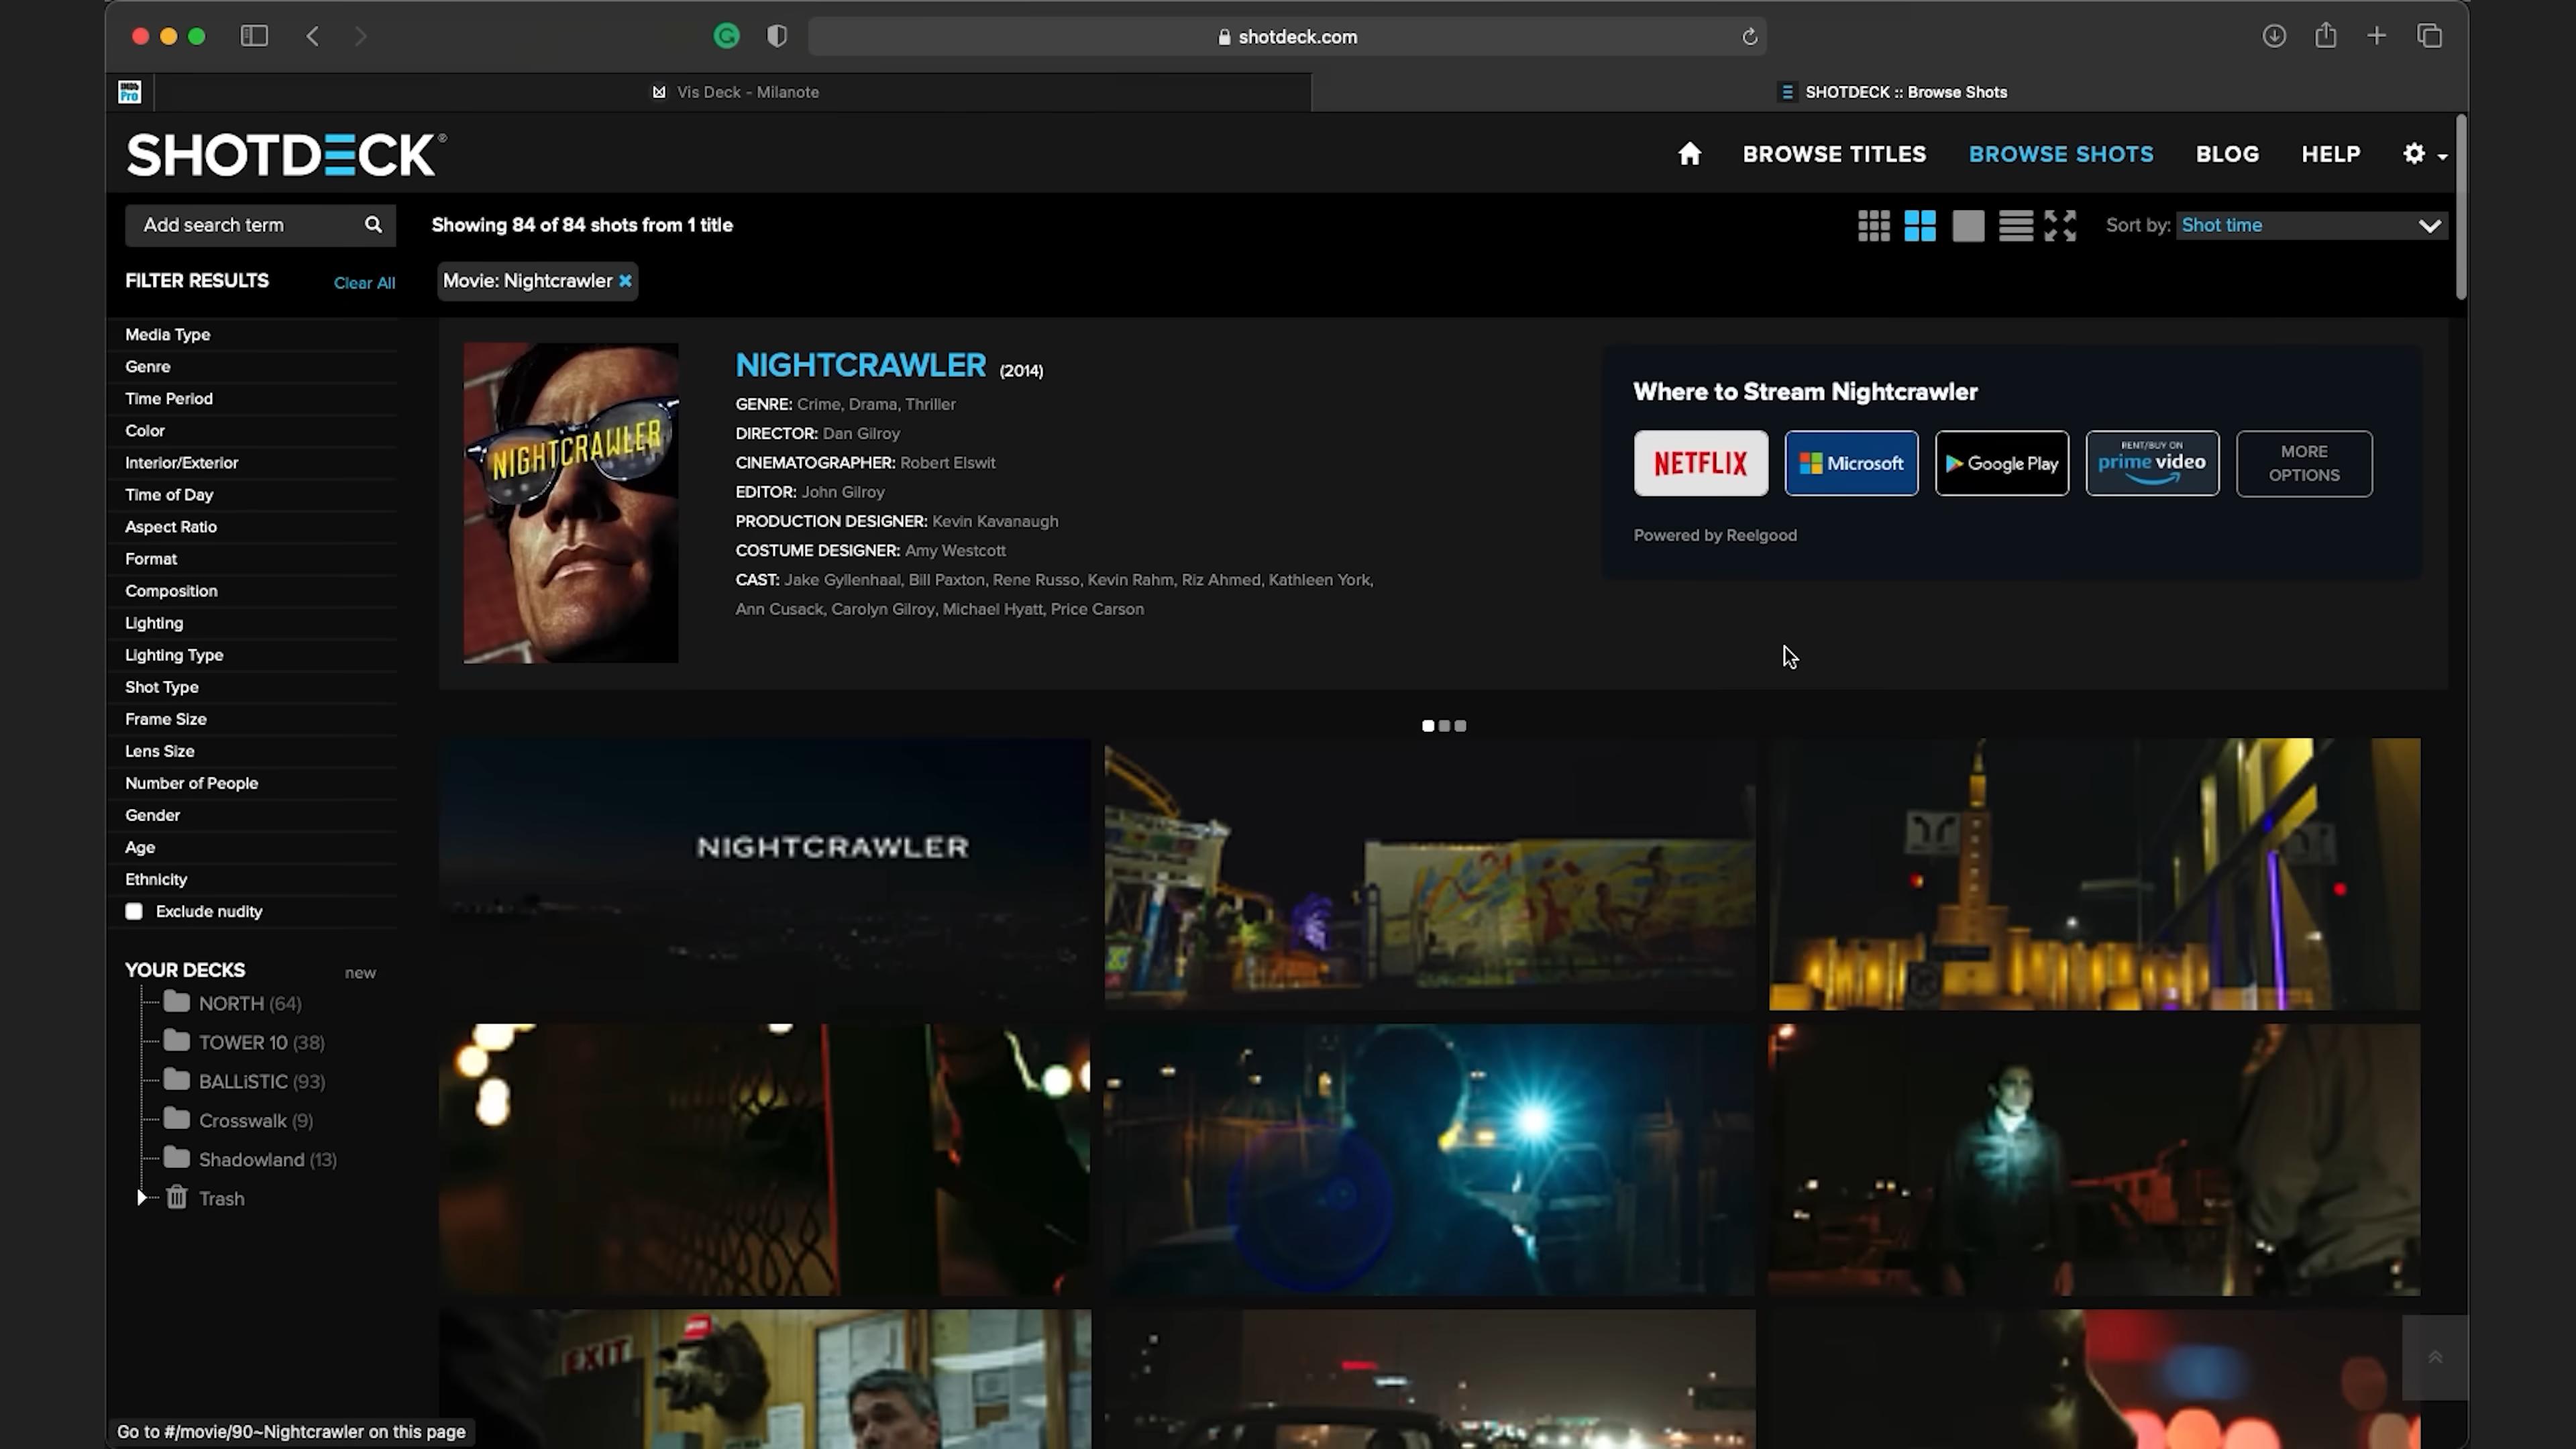 shotdeck.com
IMDb
Pro
Vis Deck - Milanote
SHOTDECK :: Browse Shots
SHOTDECK®
BROWSE TITLES
BROWSE SHOTS
BLOG
HELP
Add search term
Showing 84 of 84 shots from 1 title
Sort by: Shot time
FILTER RESULTS
Clear All
Movie: Nightcrawler
Media Type
Genre
Time Period
Color
Interior/Exterior
Time of Day
Aspect Ratio
Format
Composition
Lighting
Lighting Type
Shot Type
Frame Size
Lens Size
Number of People
Gender
Age
Ethnicity
Exclude nudity
YOUR DECKS
new
NORTH (64)
TOWER 10 (38)
BALLiSTIC (93)
Crosswalk (9)
Shadowland (13)
Trash
NIGHTCRAWLER
NIGHTCRAWLER (2014)
GENRE: Crime, Drama, Thriller
DIRECTOR: Dan Gilroy
CINEMATOGRAPHER: Robert Elswit
EDITOR: John Gilroy
PRODUCTION DESIGNER: Kevin Kavanaugh
COSTUME DESIGNER: Amy Westcott
CAST: Jake Gyllenhaal, Bill Paxton, Rene Russo, Kevin Rahm, Riz Ahmed, Kathleen York,
Ann Cusack, Carolyn Gilroy, Michael Hyatt, Price Carson
Where to Stream Nightcrawler
NETFLIX
Microsoft
Google Play
RENT/BUY ON
prime video
MORE
OPTIONS
Powered by Reelgood
NIGHTCRAWLER
EXIT
Go to #/movie/90~Nightcrawler on this page